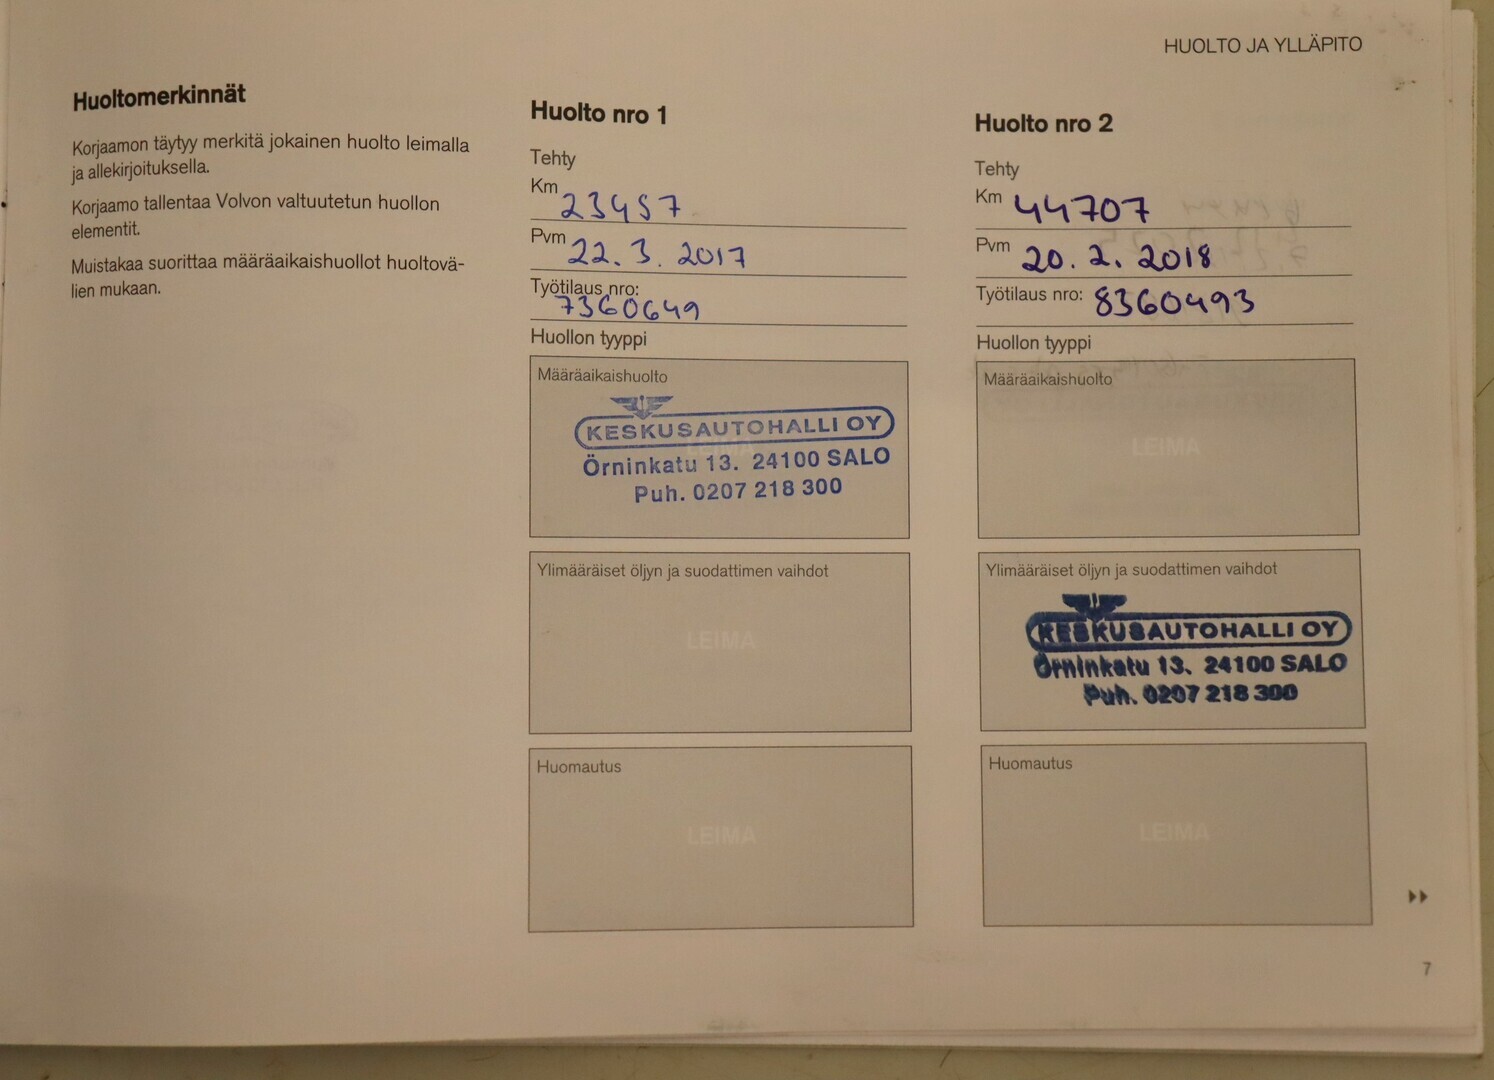 HUOLTO JA YLLÄPITO
Huoltomerkinnät
Korjaamon täytyy merkitä jokainen huolto leimalla
ja allekirjoituksella.
Korjaamo tallentaa Volvon valtuutetun huollon
elementit.
Muistakaa suorittaa määräaikaishuollot huoltovä-
lien mukaan.
Huolto nro 1
Tehty
Km 23457
Pvm 22. 3. 2017
Työtilaus nro:
7360649
Huollon tyyppi
Määräaikaishuolto
LEIMA
KESKUSAUTOHALLI OY
Örninkatu 13. 24100 SALO
Puh. 0207 218 300
Ylimääräiset öljyn ja suodattimen vaihdot
LEIMA
Huomautus
LEIMA
Huolto nro 2
Tehty
Km 44707
Pvm 20. 2. 2018
Työtilaus nro: 8360493
Huollon tyyppi
Määräaikaishuolto
LEIMA
Ylimääräiset öljyn ja suodattimen vaihdot
KESKUSAUTOHALLI OY
Örninkatu 13. 24100 SALO
Puh. 0207 218 300
Huomautus
LEIMA
7